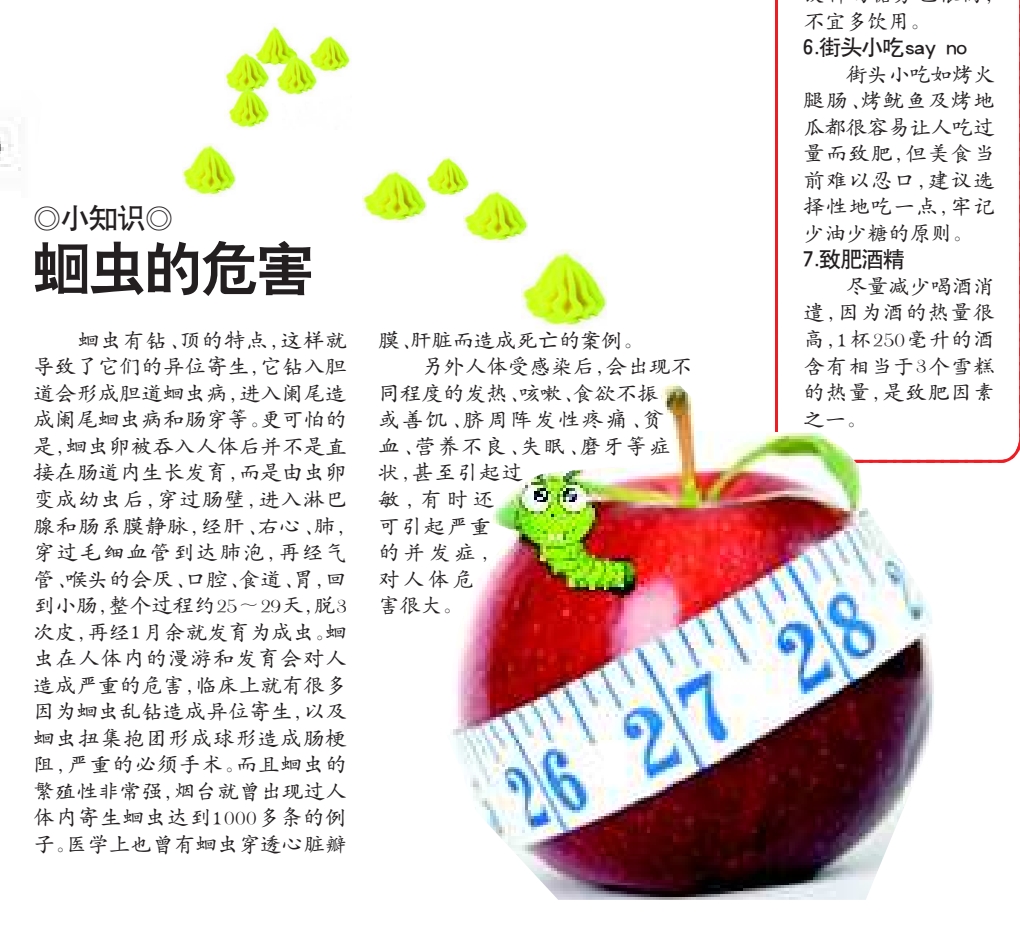 ◎小知识◎
蛔虫的危害
蛔虫有钻、顶的特点,这样就
导致了它们的异位寄生,它钻入胆
道会形成胆道蛔虫病,进入阑尾造
成阑尾蛔虫病和肠穿等。更可怕的
是,蛔虫卵被吞入人体后并不是直
接在肠道内生长发育,而是由虫卵
变成幼虫后,穿过肠壁,进入淋巴
腺和肠系膜静脉,经肝、右心、肺,
穿过毛细血管到达肺泡,再经气
管、喉头的会厌、口腔、食道、胃,回
到小肠,整个过程约25～29天,脱3
次皮,再经1月余就发育为成虫。蛔
虫在人体内的漫游和发育会对人
造成严重的危害,临床上就有很多
因为蛔虫乱钻造成异位寄生,以及
蛔虫扭集抱团形成球形造成肠梗
阻,严重的必须手术。而且蛔虫的
繁殖性非常强,烟台就曾出现过人
体内寄生蛔虫达到1000多条的例
子。医学上也曾有蛔虫穿透心脏瓣
膜、肝脏而造成死亡的案例。
另外人体受感染后,会出现不
同程度的发热、咳嗽、食欲不振
或善饥、脐周阵发性疼痛、贫
血、营养不良、失眠、磨牙等症
状,甚至引起过
敏,有时还
可引起严重
的并发症,
对人体危
害很大。
不宜多饮用。
6.街头小吃say no
街头小吃如烤火
腿肠、烤鱿鱼及烤地
瓜都很容易让人吃过
量而致肥,但美食当
前难以忍口,建议选
择性地吃一点,牢记
少油少糖的原则。
7.致肥酒精
尽量减少喝酒消
遣,因为酒的热量很
高,1杯250毫升的酒
含有相当于3个雪糕
的热量,是致肥因素
之一。
26 27 28